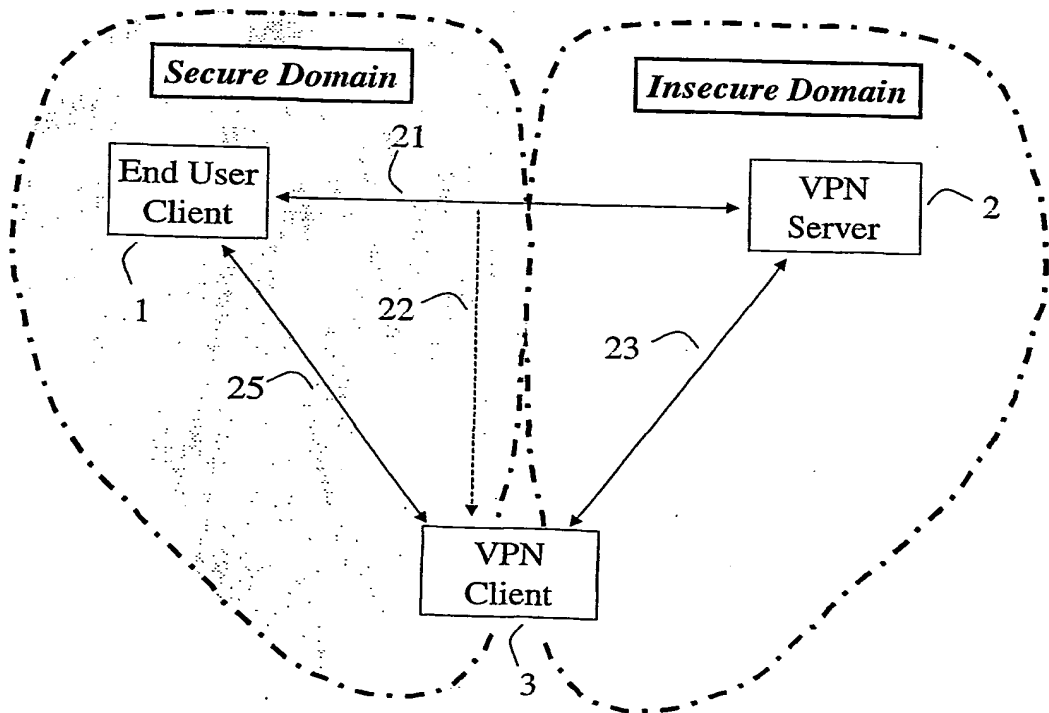 Secure Domain
Insecure Domain
21
End User
Client
VPN
Server
2
1
22
23
25
VPN
Client
3